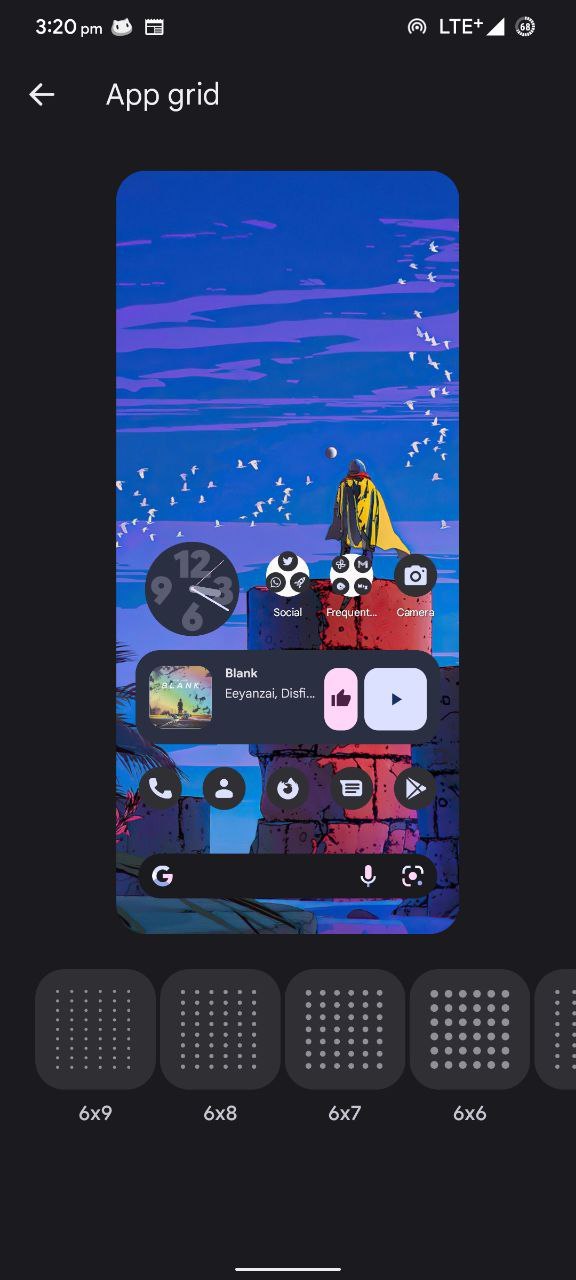 3:20 pm
LTE+
68
App grid
12
9
3
6
Social
Frequent...
Camera
BLANK
Blank
Eeyanzai, Disfi...
G
6x9
6x8
6x7
6x6